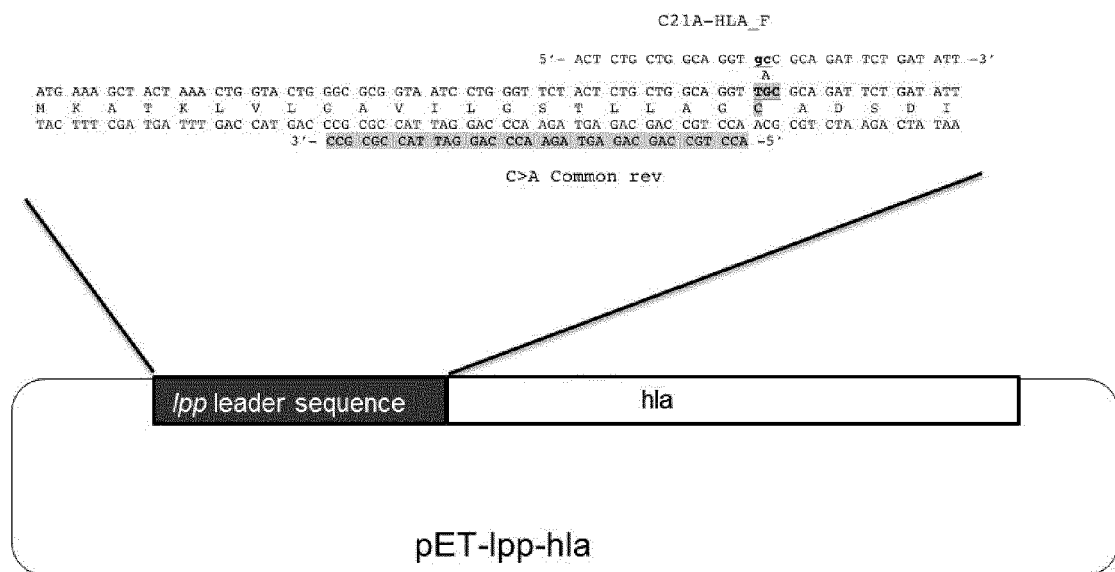 C21A-HLA_F
5'- ACT CTG CTG GCA GGT gcC GCA GAT TCT GAT ATT -3'
A
ATG AAA GCT ACT AAA CTG GTA CTG GGC GCG GTA ATC CTG GGT TCT ACT CTG CTG GCA GGT TGC GCA GAT TCT GAT ATT
M K A T K L V L G A V I L G S T L L A G C A D S D I
TAC TTT CGA TGA TTT GAC CAT GAC CCG CGC CAT TAG GAC CCA AGA TGA GAC GAC CGT CCA ACG CGT CTA AGA CTA TAA
3'- CCG CGC CAT TAG GAC CCA AGA TGA GAC GAC CGT CCA -5'
C>A Common rev
lpp leader sequence
hla
pET-lpp-hla